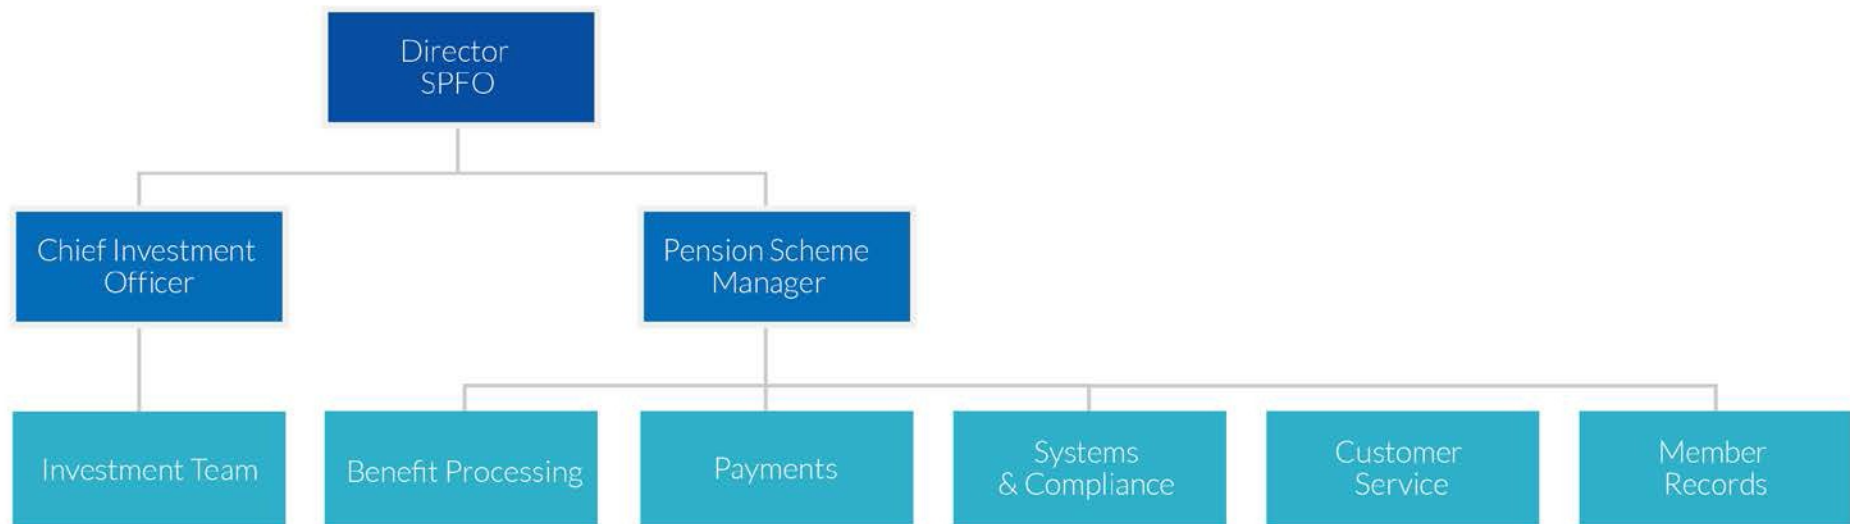 Director
SPFO
Chief Investment
Officer
Pension Scheme
Manager
Investment Team
Benefit Processing
Payments
Systems
& Compliance
Customer
Service
Member
Records